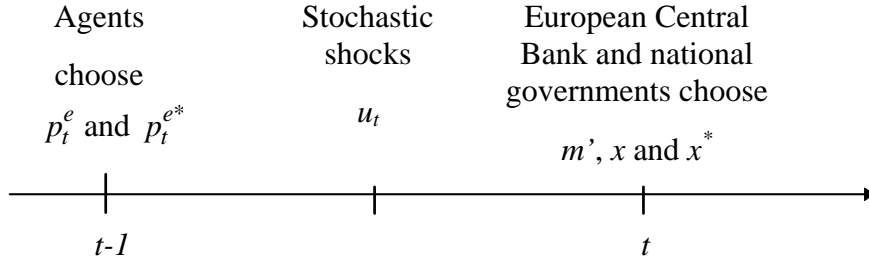 Agents
choose
p_t^e and p_t^{e*}
Stochastic
shocks
u_t
European Central
Bank and national
governments choose
m’, x and x^*
t-1
t